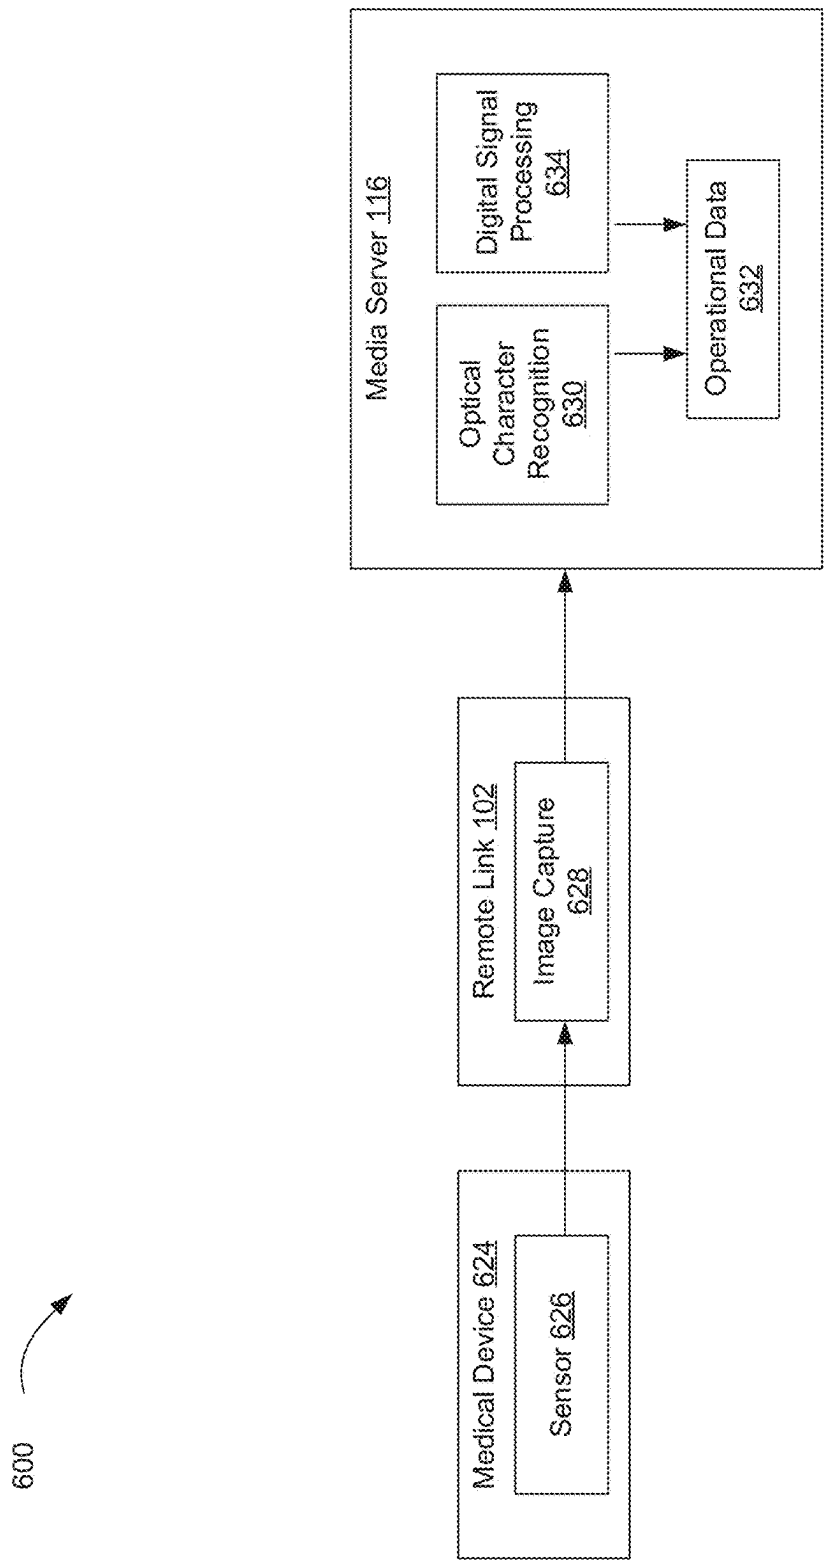 600
Medical Device 624
Sensor 626
Remote Link 102
Image Capture
628
Media Server 116
Optical
Character
Recognition
630
Digital Signal
Processing
634
Operational Data
632